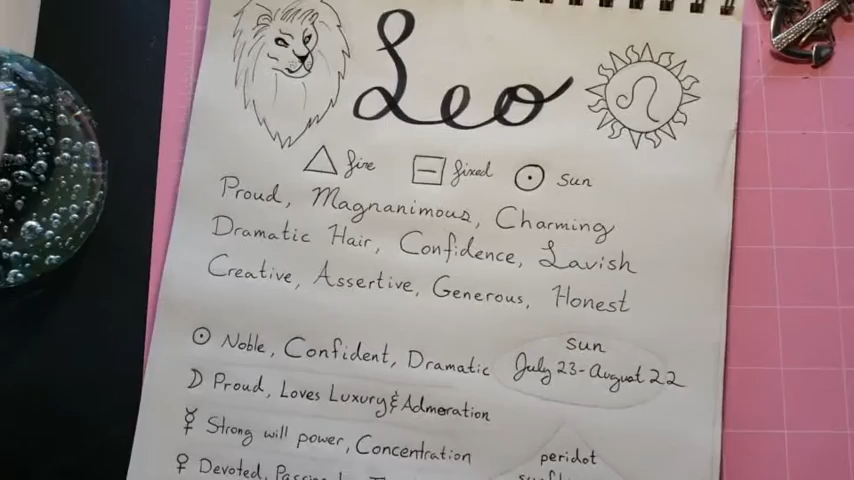 Leo
fire fixed sun
Proud, Magnanimous, Charming
Dramatic Hair, Confidence, Lavish
Creative, Assertive, Generous, Honest
Noble, Confident, Dramatic
sun
July 23-August 22
Proud, Loves Luxury & Admoration
Strong will power, Concentration
peridot
Devoted,